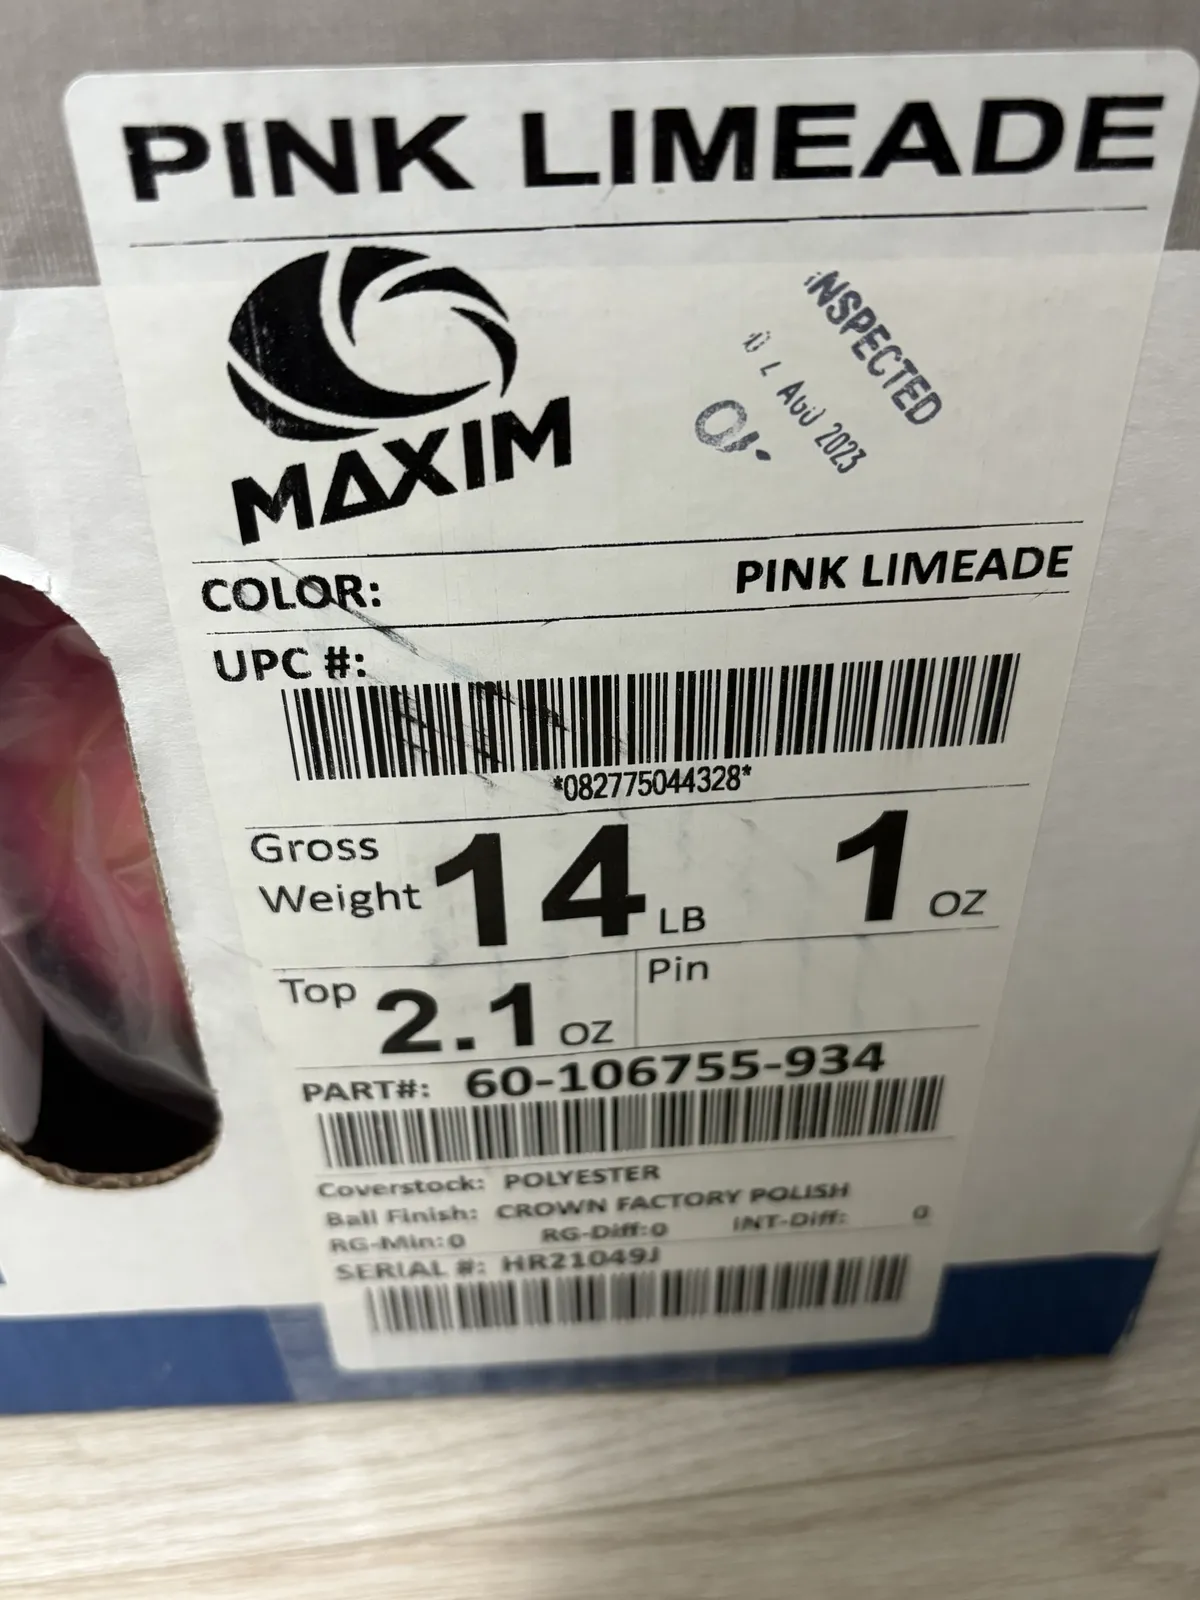 PINK LIMEADE
MAXIM
INSPECTED
AUG 2023
COLOR: PINK LIMEADE
UPC #:
*082775044328*
Gross Weight 14 LB 1 OZ
Top 2.1 OZ Pin
PART#: 60-106755-934
Coverstock: POLYESTER
Ball Finish: CROWN FACTORY POLISH
RG-Min: 0 RG-Diff: 0 INT-Diff: 0
SERIAL #: HR21049J